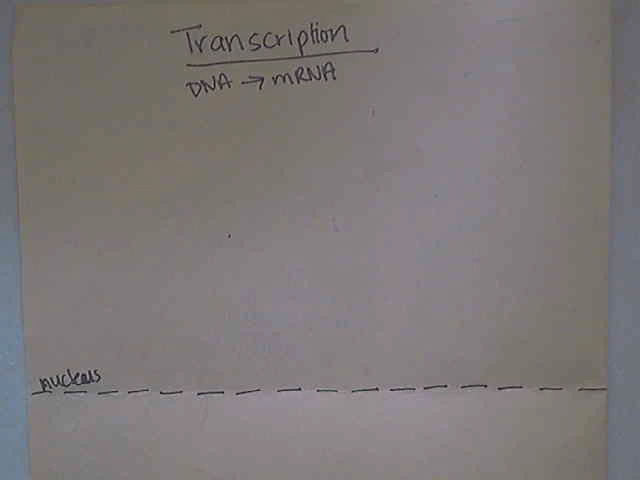 Transcription
DNA → mRNA
nucleus